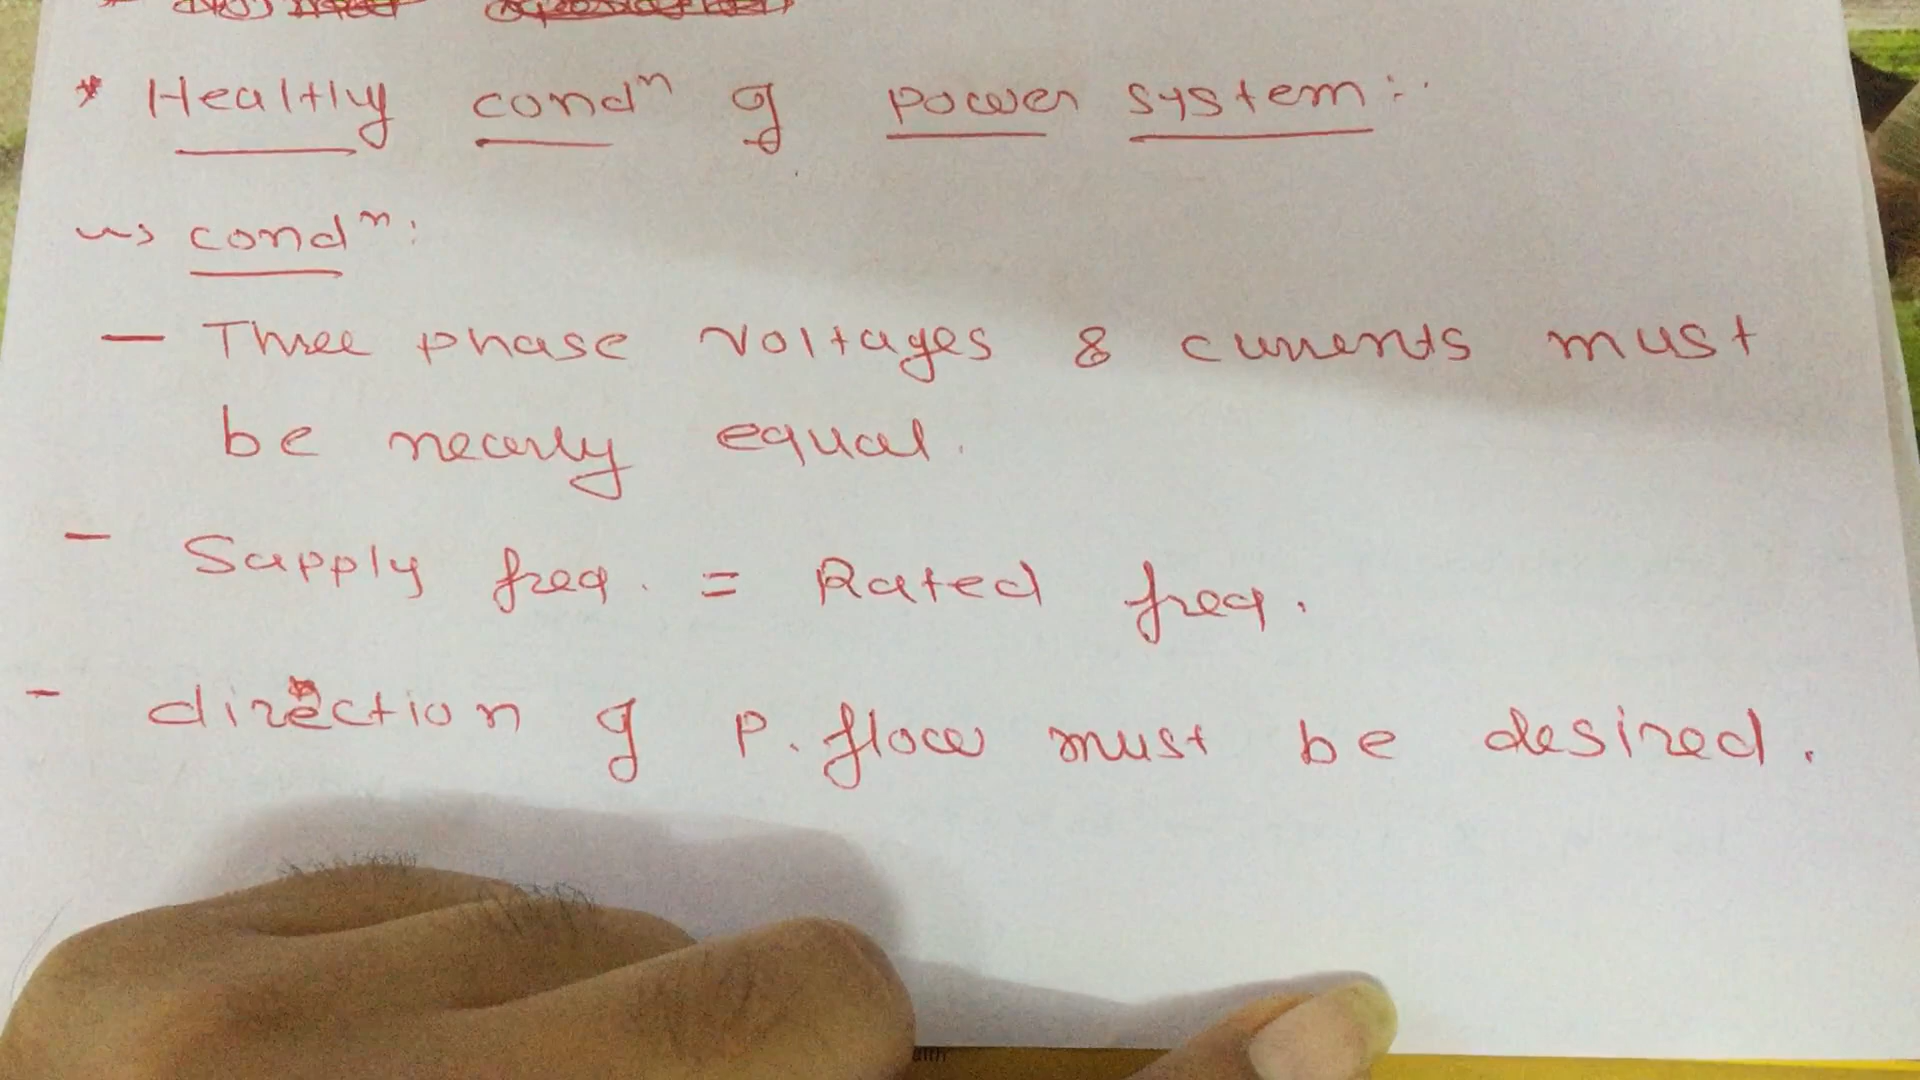 * Healthy condⁿ of power system:
↝ condⁿ:
— Three phase voltages & currents must
be nearly equal.
- Supply freq. = Rated freq.
- direction of P. flow must be desired.